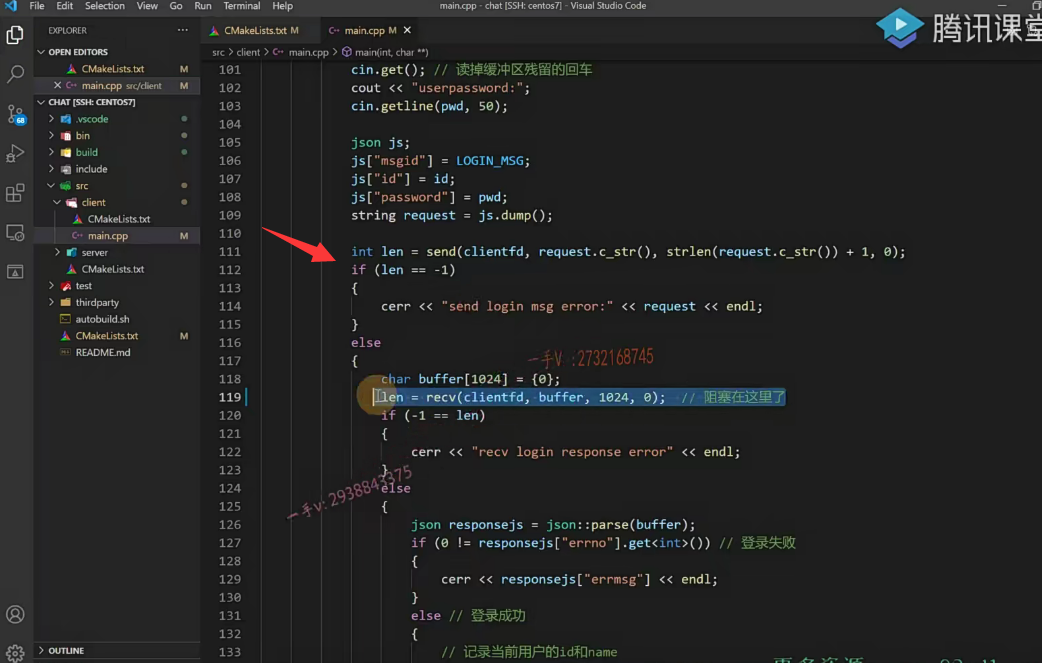 File Edit Selection View Go Run Terminal Help
main.cpp - chat [SSH: centos7] - Visual Studio Code
腾讯课堂
EXPLORER
OPEN EDITORS
CMakeLists.txt M
main.cpp src/client M
CHAT [SSH: CENTOS7]
.vscode
bin
build
include
src
client
CMakeLists.txt
main.cpp M
server
CMakeLists.txt
test
thirdparty
autobuild.sh
CMakeLists.txt M
README.md
OUTLINE
68
CMakeLists.txt M
main.cpp M
src > client > main.cpp > main(int, char **)
101 cin.get(); // 读掉缓冲区残留的回车
102 cout << "userpassword:";
103 cin.getline(pwd, 50);
104
105 json js;
106 js["msgid"] = LOGIN_MSG;
107 js["id"] = id;
108 js["password"] = pwd;
109 string request = js.dump();
110
111 int len = send(clientfd, request.c_str(), strlen(request.c_str()) + 1, 0);
112 if (len == -1)
113 {
114 cerr << "send login msg error:" << request << endl;
115 }
116 else
117 {
一手V :2732168745
118 char buffer[1024] = {0};
119 len = recv(clientfd, buffer, 1024, 0); // 阻塞在这里了
120 if (-1 == len)
121 {
122 cerr << "recv login response error" << endl;
123 }
一手v:2938843375
124 else
125 {
126 json responsejs = json::parse(buffer);
127 if (0 != responsejs["errno"].get<int>()) // 登录失败
128 {
129 cerr << responsejs["errmsg"] << endl;
130 }
131 else // 登录成功
132 {
133 // 记录当前用户的id和name